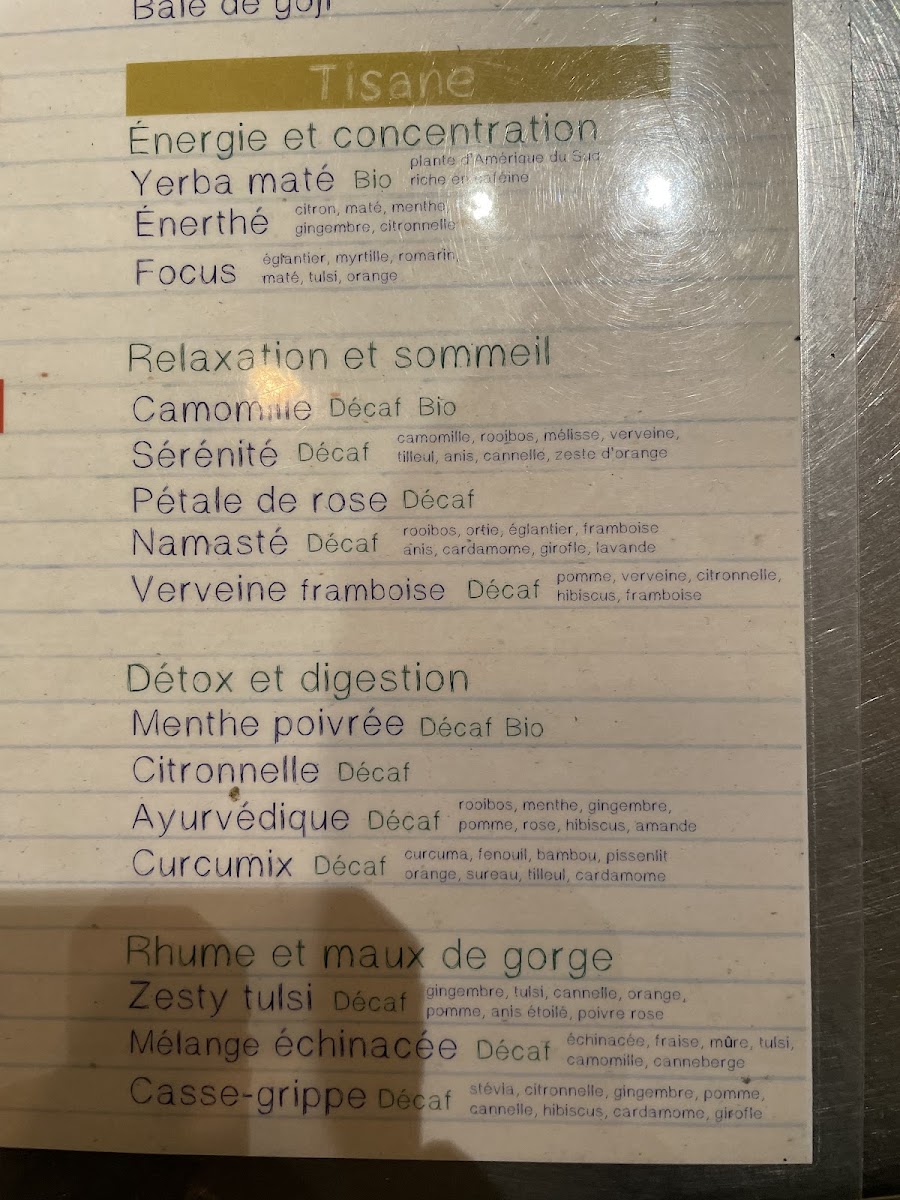 Baie de goji
Tisane
Énergie et concentration
Yerba maté Bio plante d'Amérique du Sud
riche en caféine
Énerthé citron, maté, menthe,
gingembre, citronnelle
Focus églantier, myrtille, romarin,
maté, tulsi, orange
Relaxation et sommeil
Camomille Décaf Bio
Sérénité Décaf camomille, rooibos, mélisse, verveine,
tilleul, anis, cannelle, zeste d'orange
Pétale de rose Décaf
Namasté Décaf rooibos, ortie, églantier, framboise
anis, cardamome, girofle, lavande
Verveine framboise Décaf pomme, verveine, citronnelle,
hibiscus, framboise
Détox et digestion
Menthe poivrée Décaf Bio
Citronnelle Décaf
Ayurvédique Décaf rooibos, menthe, gingembre,
pomme, rose, hibiscus, amande
Curcumix Décaf curcuma, fenouil, bambou, pissenlit
orange, sureau, tilleul, cardamome
Rhume et maux de gorge
Zesty tulsi Décaf gingembre, tulsi, cannelle, orange,
pomme, anis étoilé, poivre rose
Mélange échinacée Décaf échinacée, fraise, mûre, tulsi,
camomille, canneberge
Casse-grippe Décaf stévia, citronnelle, gingembre, pomme,
cannelle, hibiscus, cardamome, girofle